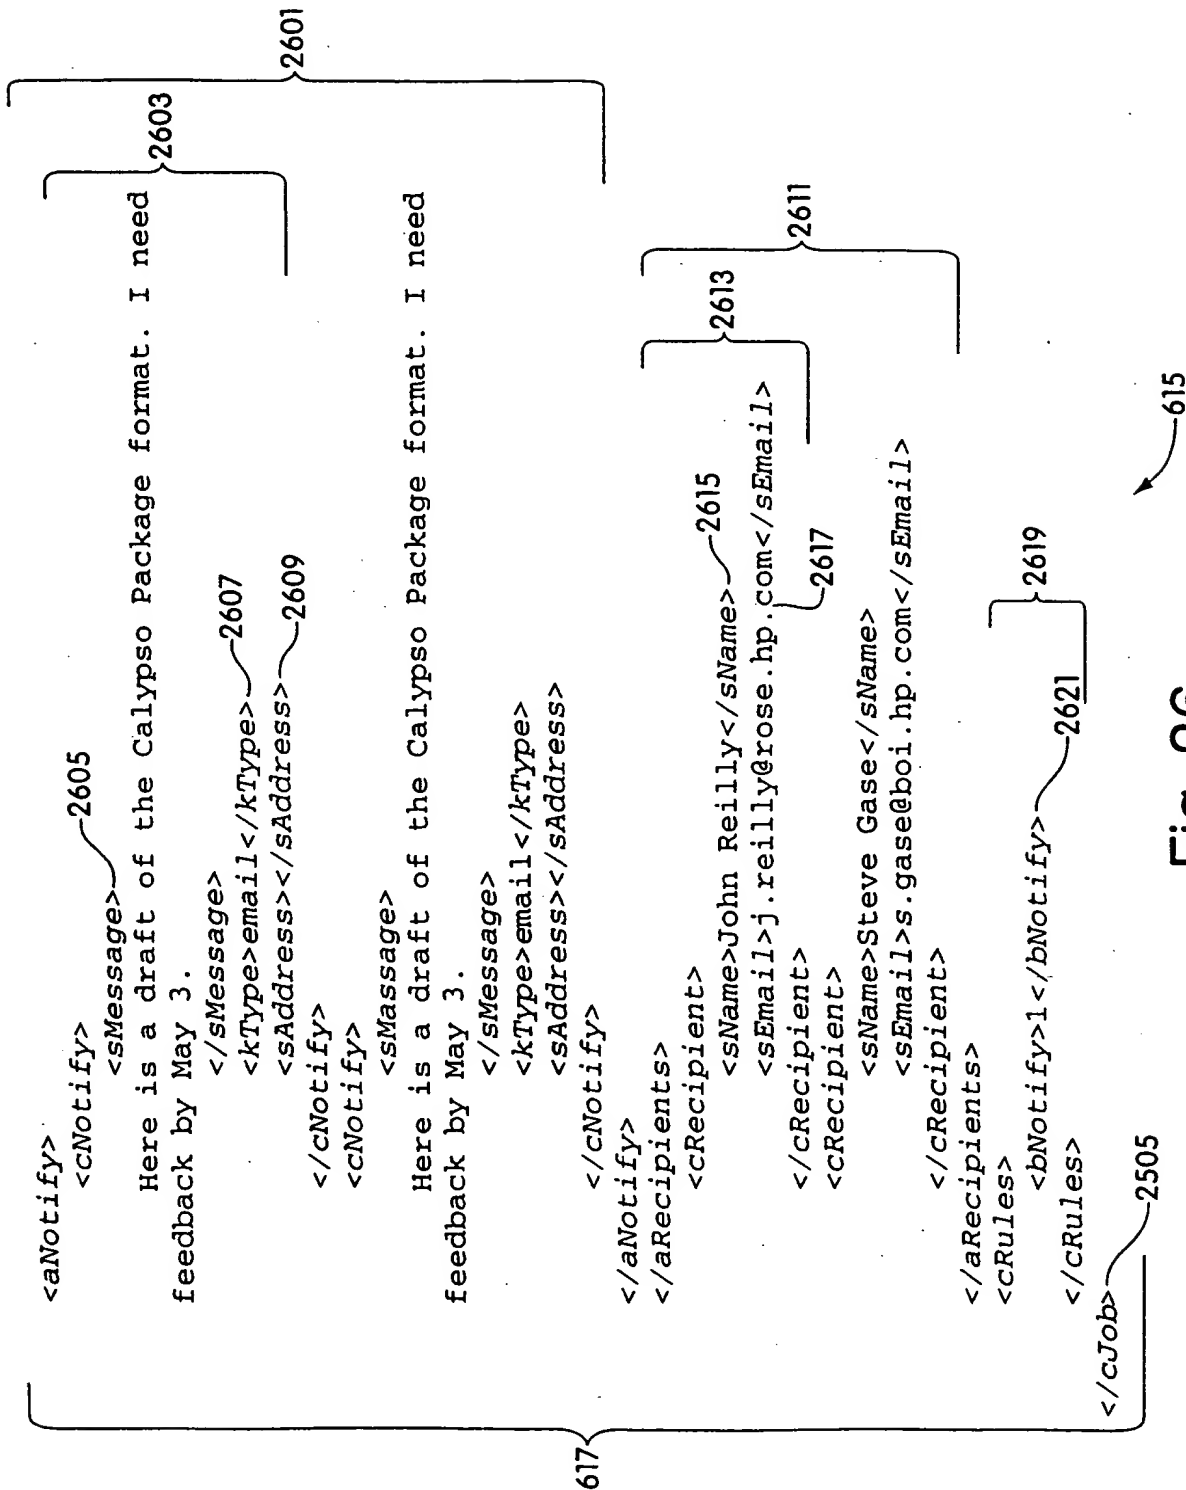 <aNotify>
<cNotify>
<sMessage> 2605
Here is a draft of the Calypso Package format. I need
feedback by May 3.
</sMessage>
<kType>email</kType> 2607
<sAddress></sAddress> 2609
</cNotify>
<cNotify>
<sMassage>
Here is a draft of the Calypso Package format. I need
feedback by May 3.
</sMessage>
<kType>email</kType>
<sAddress></sAddress>
</cNotify>
</aNotify>
</aRecipients>
<cRecipient>
<sName>John Reilly</sName> 2615
<sEmail>j.reilly@rose.hp.com</sEmail>
2617
</cRecipient>
<cRecipient>
<sName>Steve Gase</sName>
<sEmail>s.gase@boi.hp.com</sEmail>
</cRecipient>
</aRecipients>
<cRules>
<bNotify>1</bNotify> 2621
</cRules>
</cJob> 2505
617
2603
2601
2613
2611
2619
615